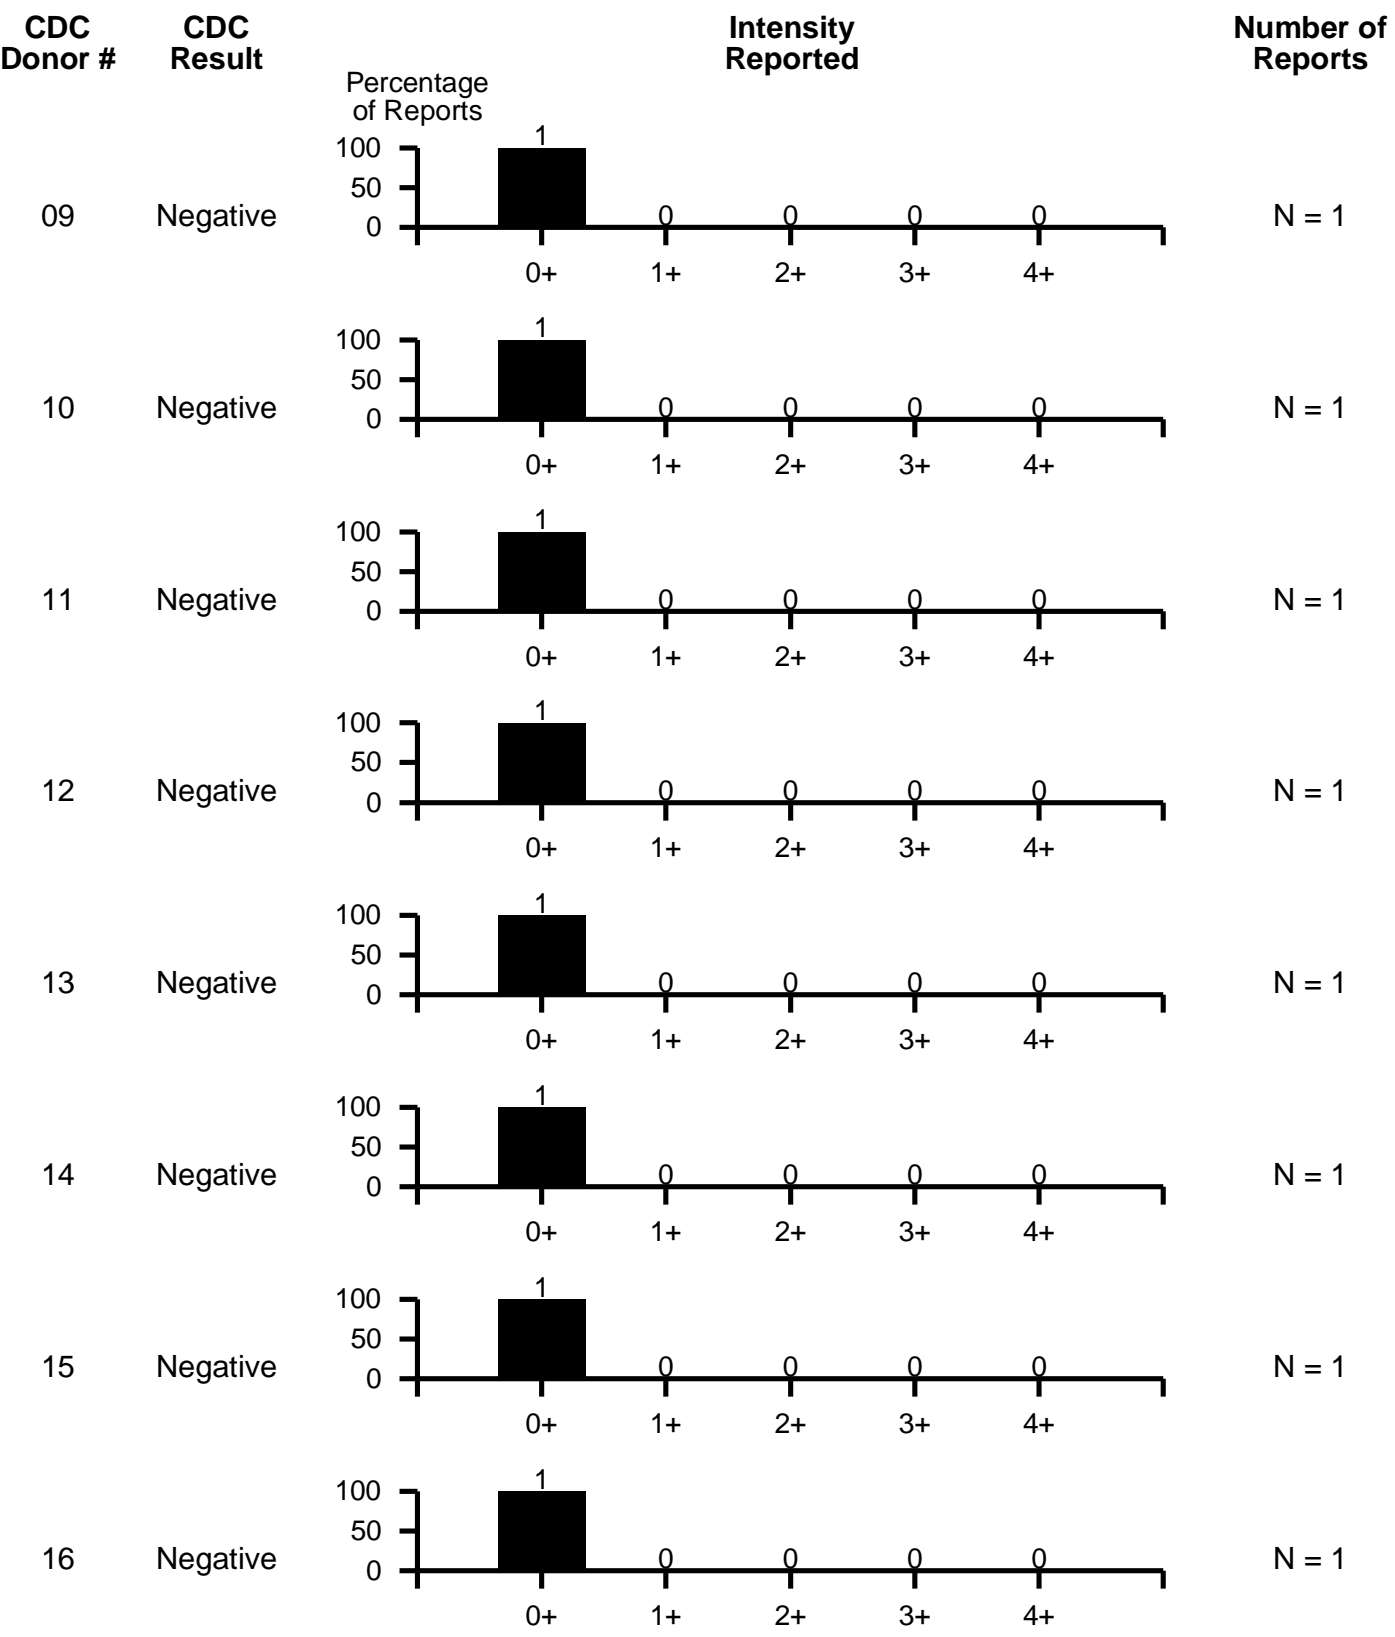 CDC Donor # CDC Result Intensity Reported Number of Reports
Percentage
of Reports
1
100
50
09 Negative 0 0 0 0 0 N = 1
0+ 1+ 2+ 3+ 4+
1
100
50
10 Negative 0 0 0 0 0 N = 1
0+ 1+ 2+ 3+ 4+
1
100
50
11 Negative 0 0 0 0 0 N = 1
0+ 1+ 2+ 3+ 4+
1
100
50
12 Negative 0 0 0 0 0 N = 1
0+ 1+ 2+ 3+ 4+
1
100
50
13 Negative 0 0 0 0 0 N = 1
0+ 1+ 2+ 3+ 4+
1
100
50
14 Negative 0 0 0 0 0 N = 1
0+ 1+ 2+ 3+ 4+
1
100
50
15 Negative 0 0 0 0 0 N = 1
0+ 1+ 2+ 3+ 4+
1
100
50
16 Negative 0 0 0 0 0 N = 1
0+ 1+ 2+ 3+ 4+